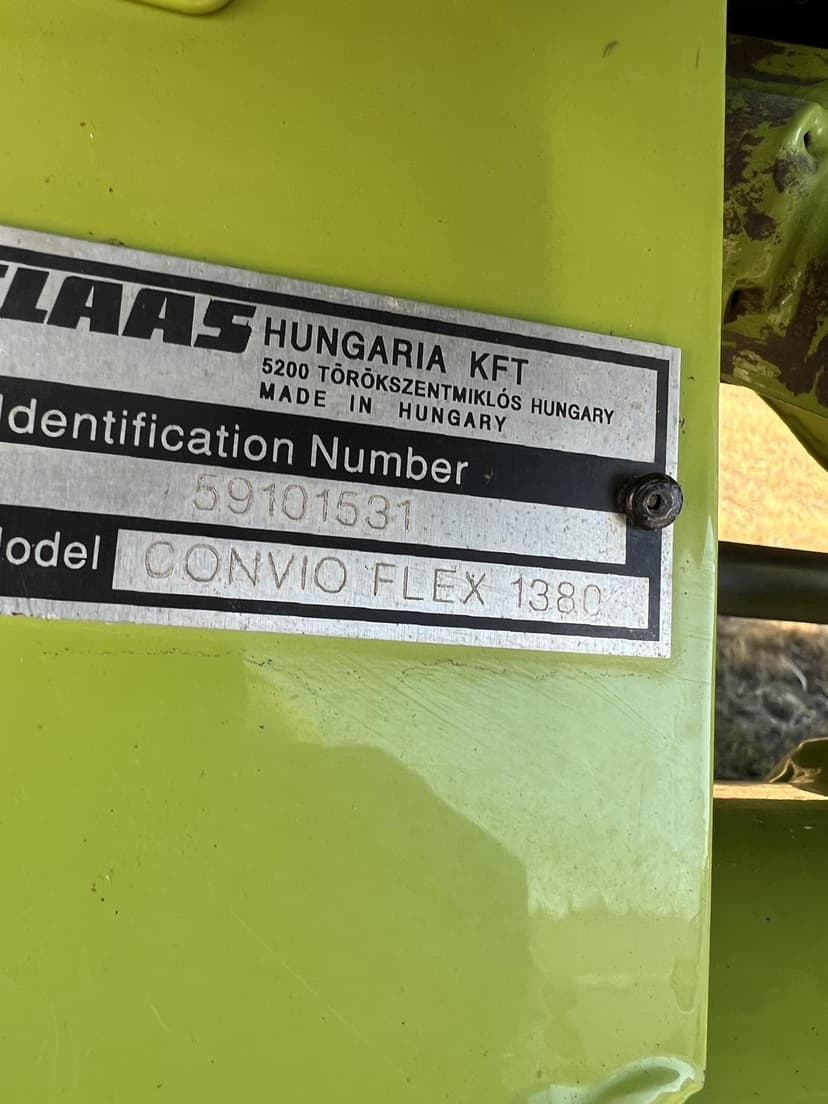 CLAAS HUNGARIA KFT
5200 TÖRÖKSZENTMIKLÓS HUNGARY
MADE IN HUNGARY
Identification Number
59101531
Model CONVIO FLEX 1380